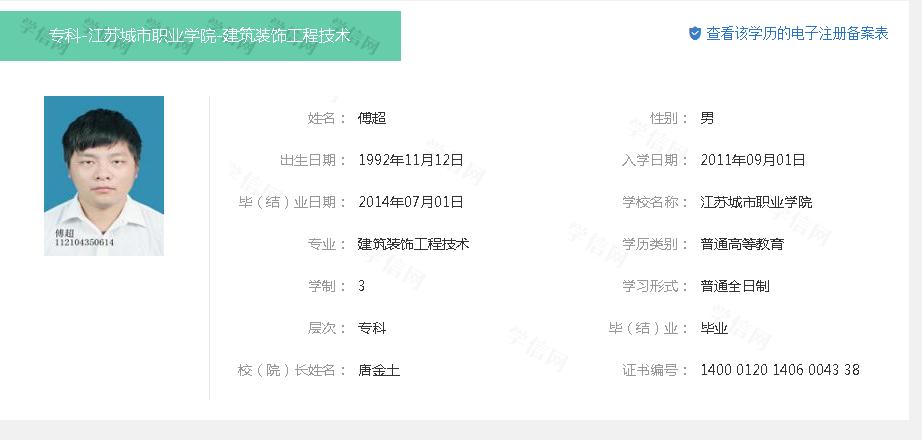 专科-江苏城市职业学院-建筑装饰工程技术
查看该学历的电子注册备案表
姓名： 傅超 性别： 男
出生日期： 1992年11月12日 入学日期： 2011年09月01日
毕（结）业日期： 2014年07月01日 学校名称： 江苏城市职业学院
专业： 建筑装饰工程技术 学历类别： 普通高等教育
学制： 3 学习形式： 普通全日制
层次： 专科 毕（结）业： 毕业
校（院）长姓名： 唐金土 证书编号： 1400 0120 1406 0043 38
傅超
112104350614
学信网